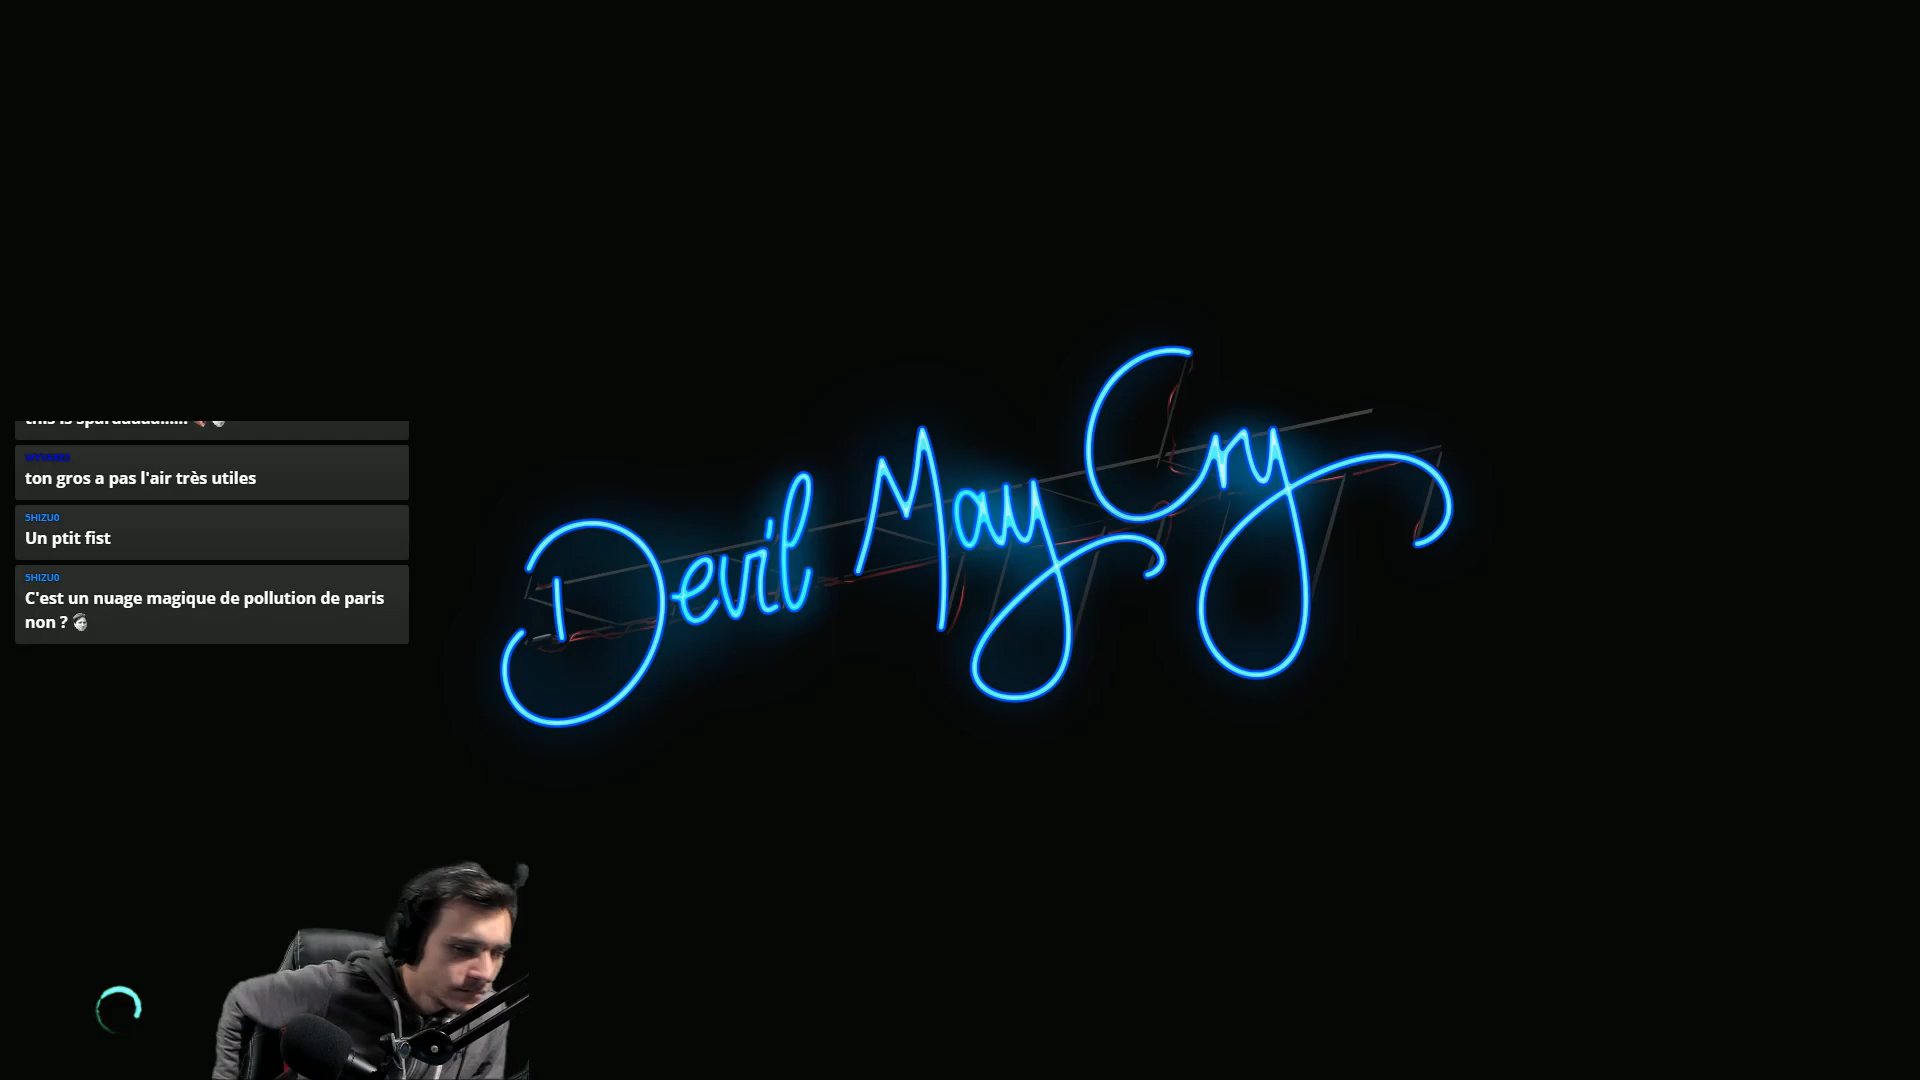 ton gros a pas l'air très utiles
5HIZU0
Un ptit fist
5HIZU0
C'est un nuage magique de pollution de paris
non ?
Devil May Cry